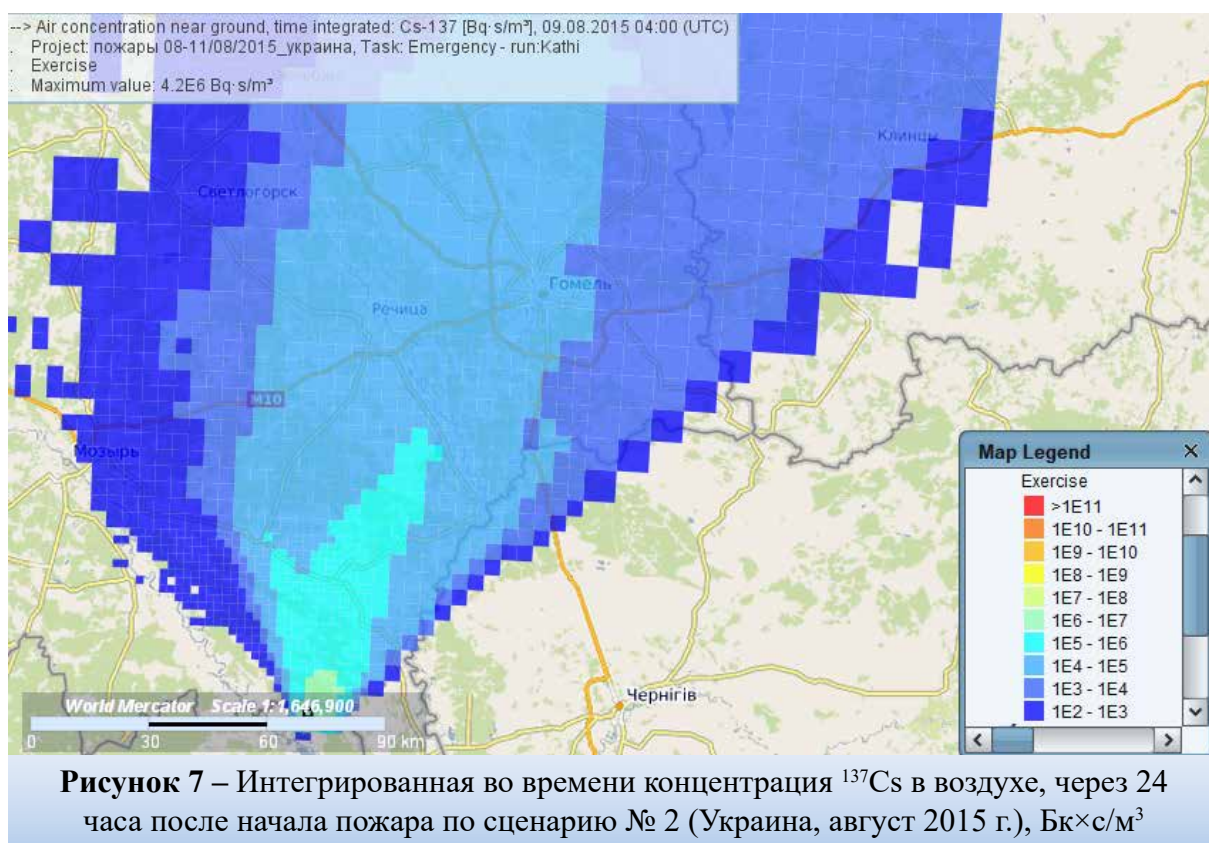 --> Air concentration near ground, time integrated: Cs-137 [Bq·s/m³], 09.08.2015 04:00 (UTC)
. Project: пожары 08-11/08/2015_украина, Task: Emergency - run:Kathi
. Exercise
. Maximum value: 4.2E6 Bq·s/m³
Клинцы
Светлогорск
Гомель
Речица
M10
Мозырь
Чернігів
Map Legend ×
Exercise
>1E11
1E10 - 1E11
1E9 - 1E10
1E8 - 1E9
1E7 - 1E8
1E6 - 1E7
1E5 - 1E6
1E4 - 1E5
1E3 - 1E4
1E2 - 1E3
World Mercator Scale 1:1,646,900
0 30 60 90 km
Рисунок 7 – Интегрированная во времени концентрация ¹³⁷Cs в воздухе, через 24
часа после начала пожара по сценарию № 2 (Украина, август 2015 г.), Бк×с/м³